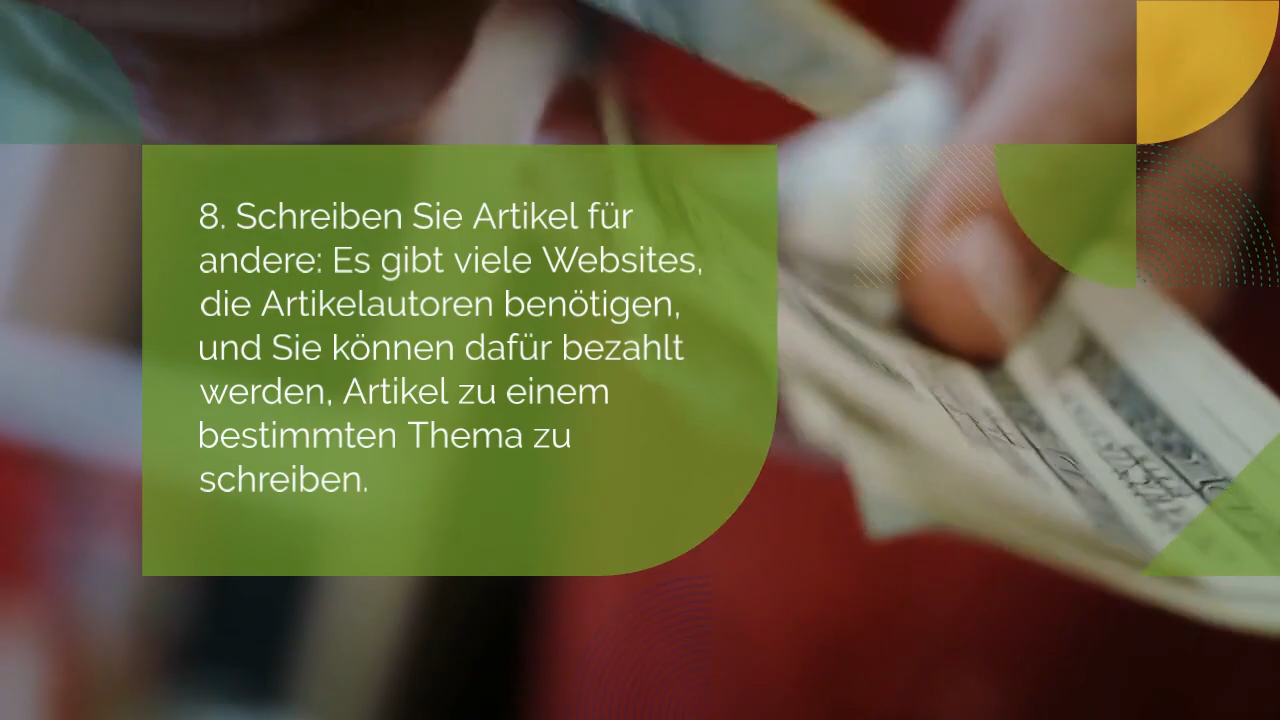 8. Schreiben Sie Artikel für
andere: Es gibt viele Websites,
die Artikelautoren benötigen,
und Sie können dafür bezahlt
werden, Artikel zu einem
bestimmten Thema zu
schreiben.